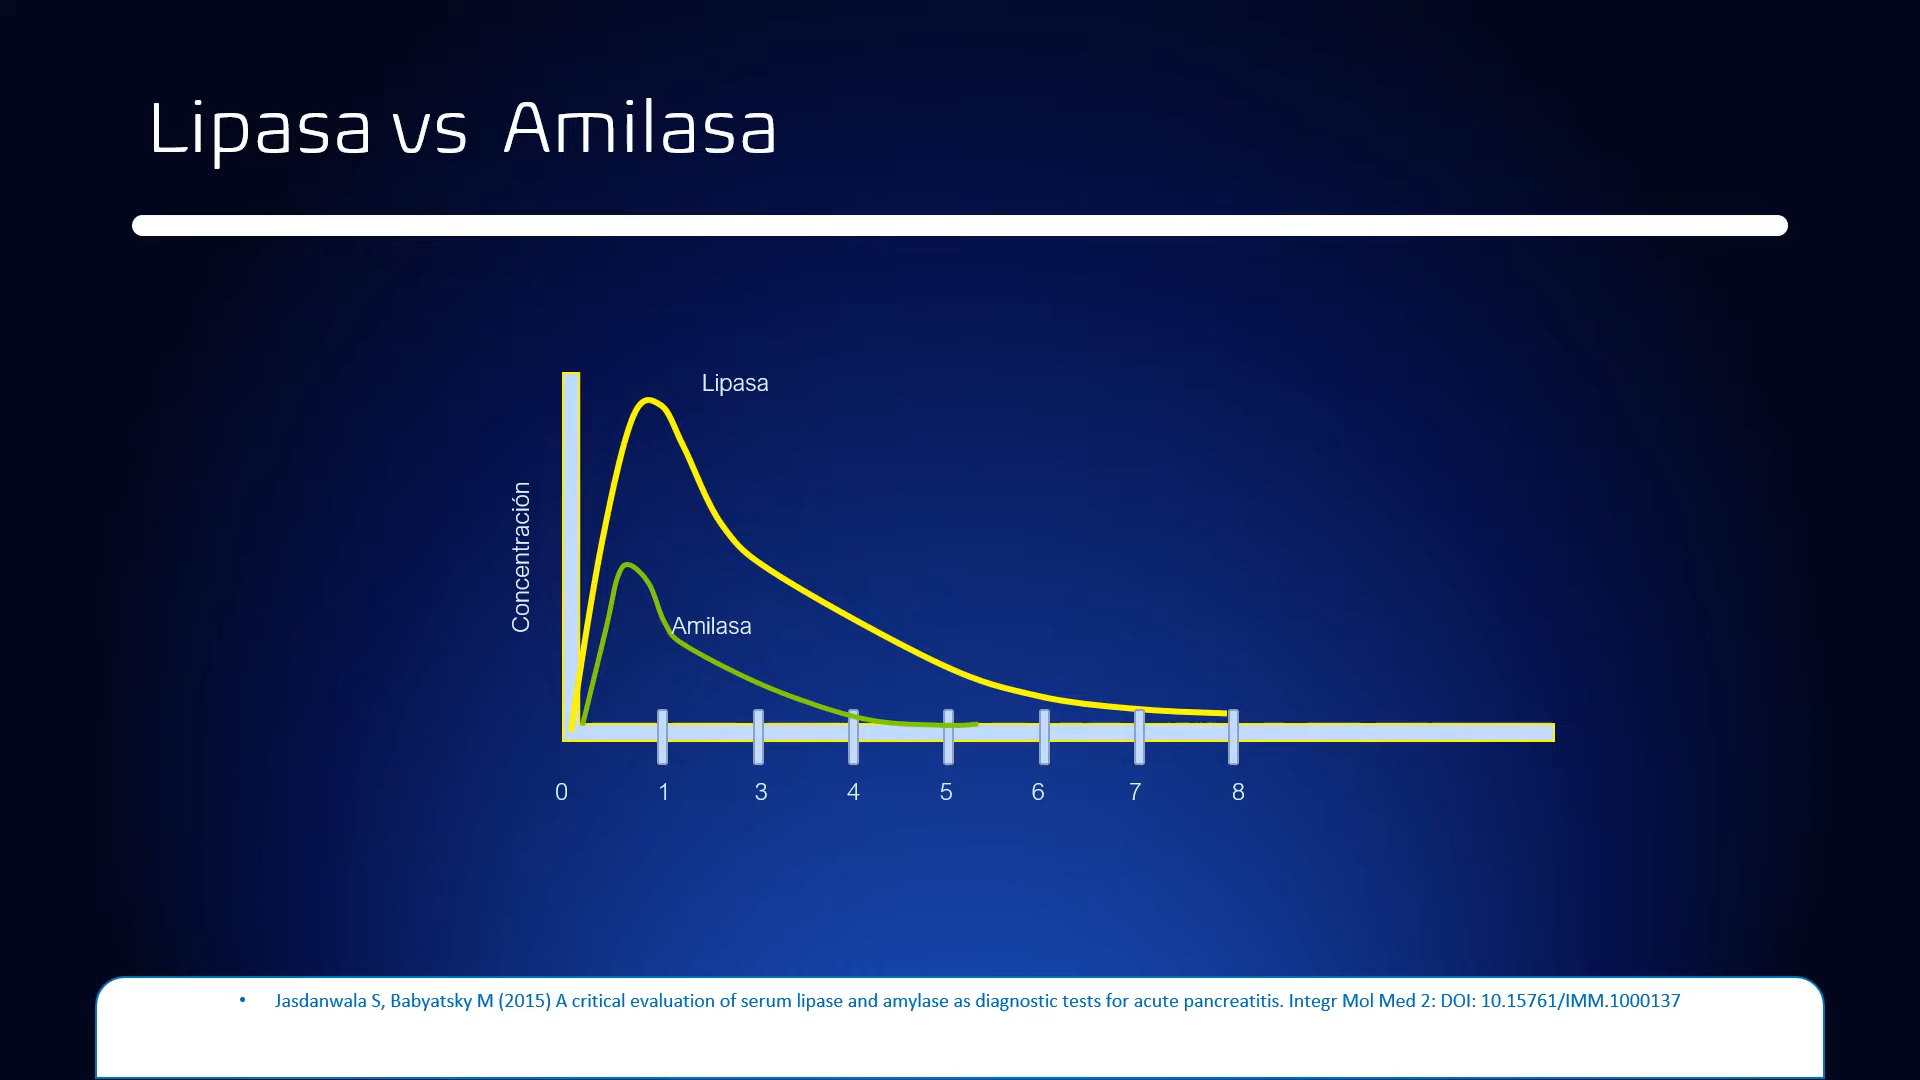 Lipasa vs Amilasa
Lipasa
Concentración
Amilasa
0 1 3 4 5 6 7 8
• Jasdanwala S, Babyatsky M (2015) A critical evaluation of serum lipase and amylase as diagnostic tests for acute pancreatitis. Integr Mol Med 2: DOI: 10.15761/IMM.1000137